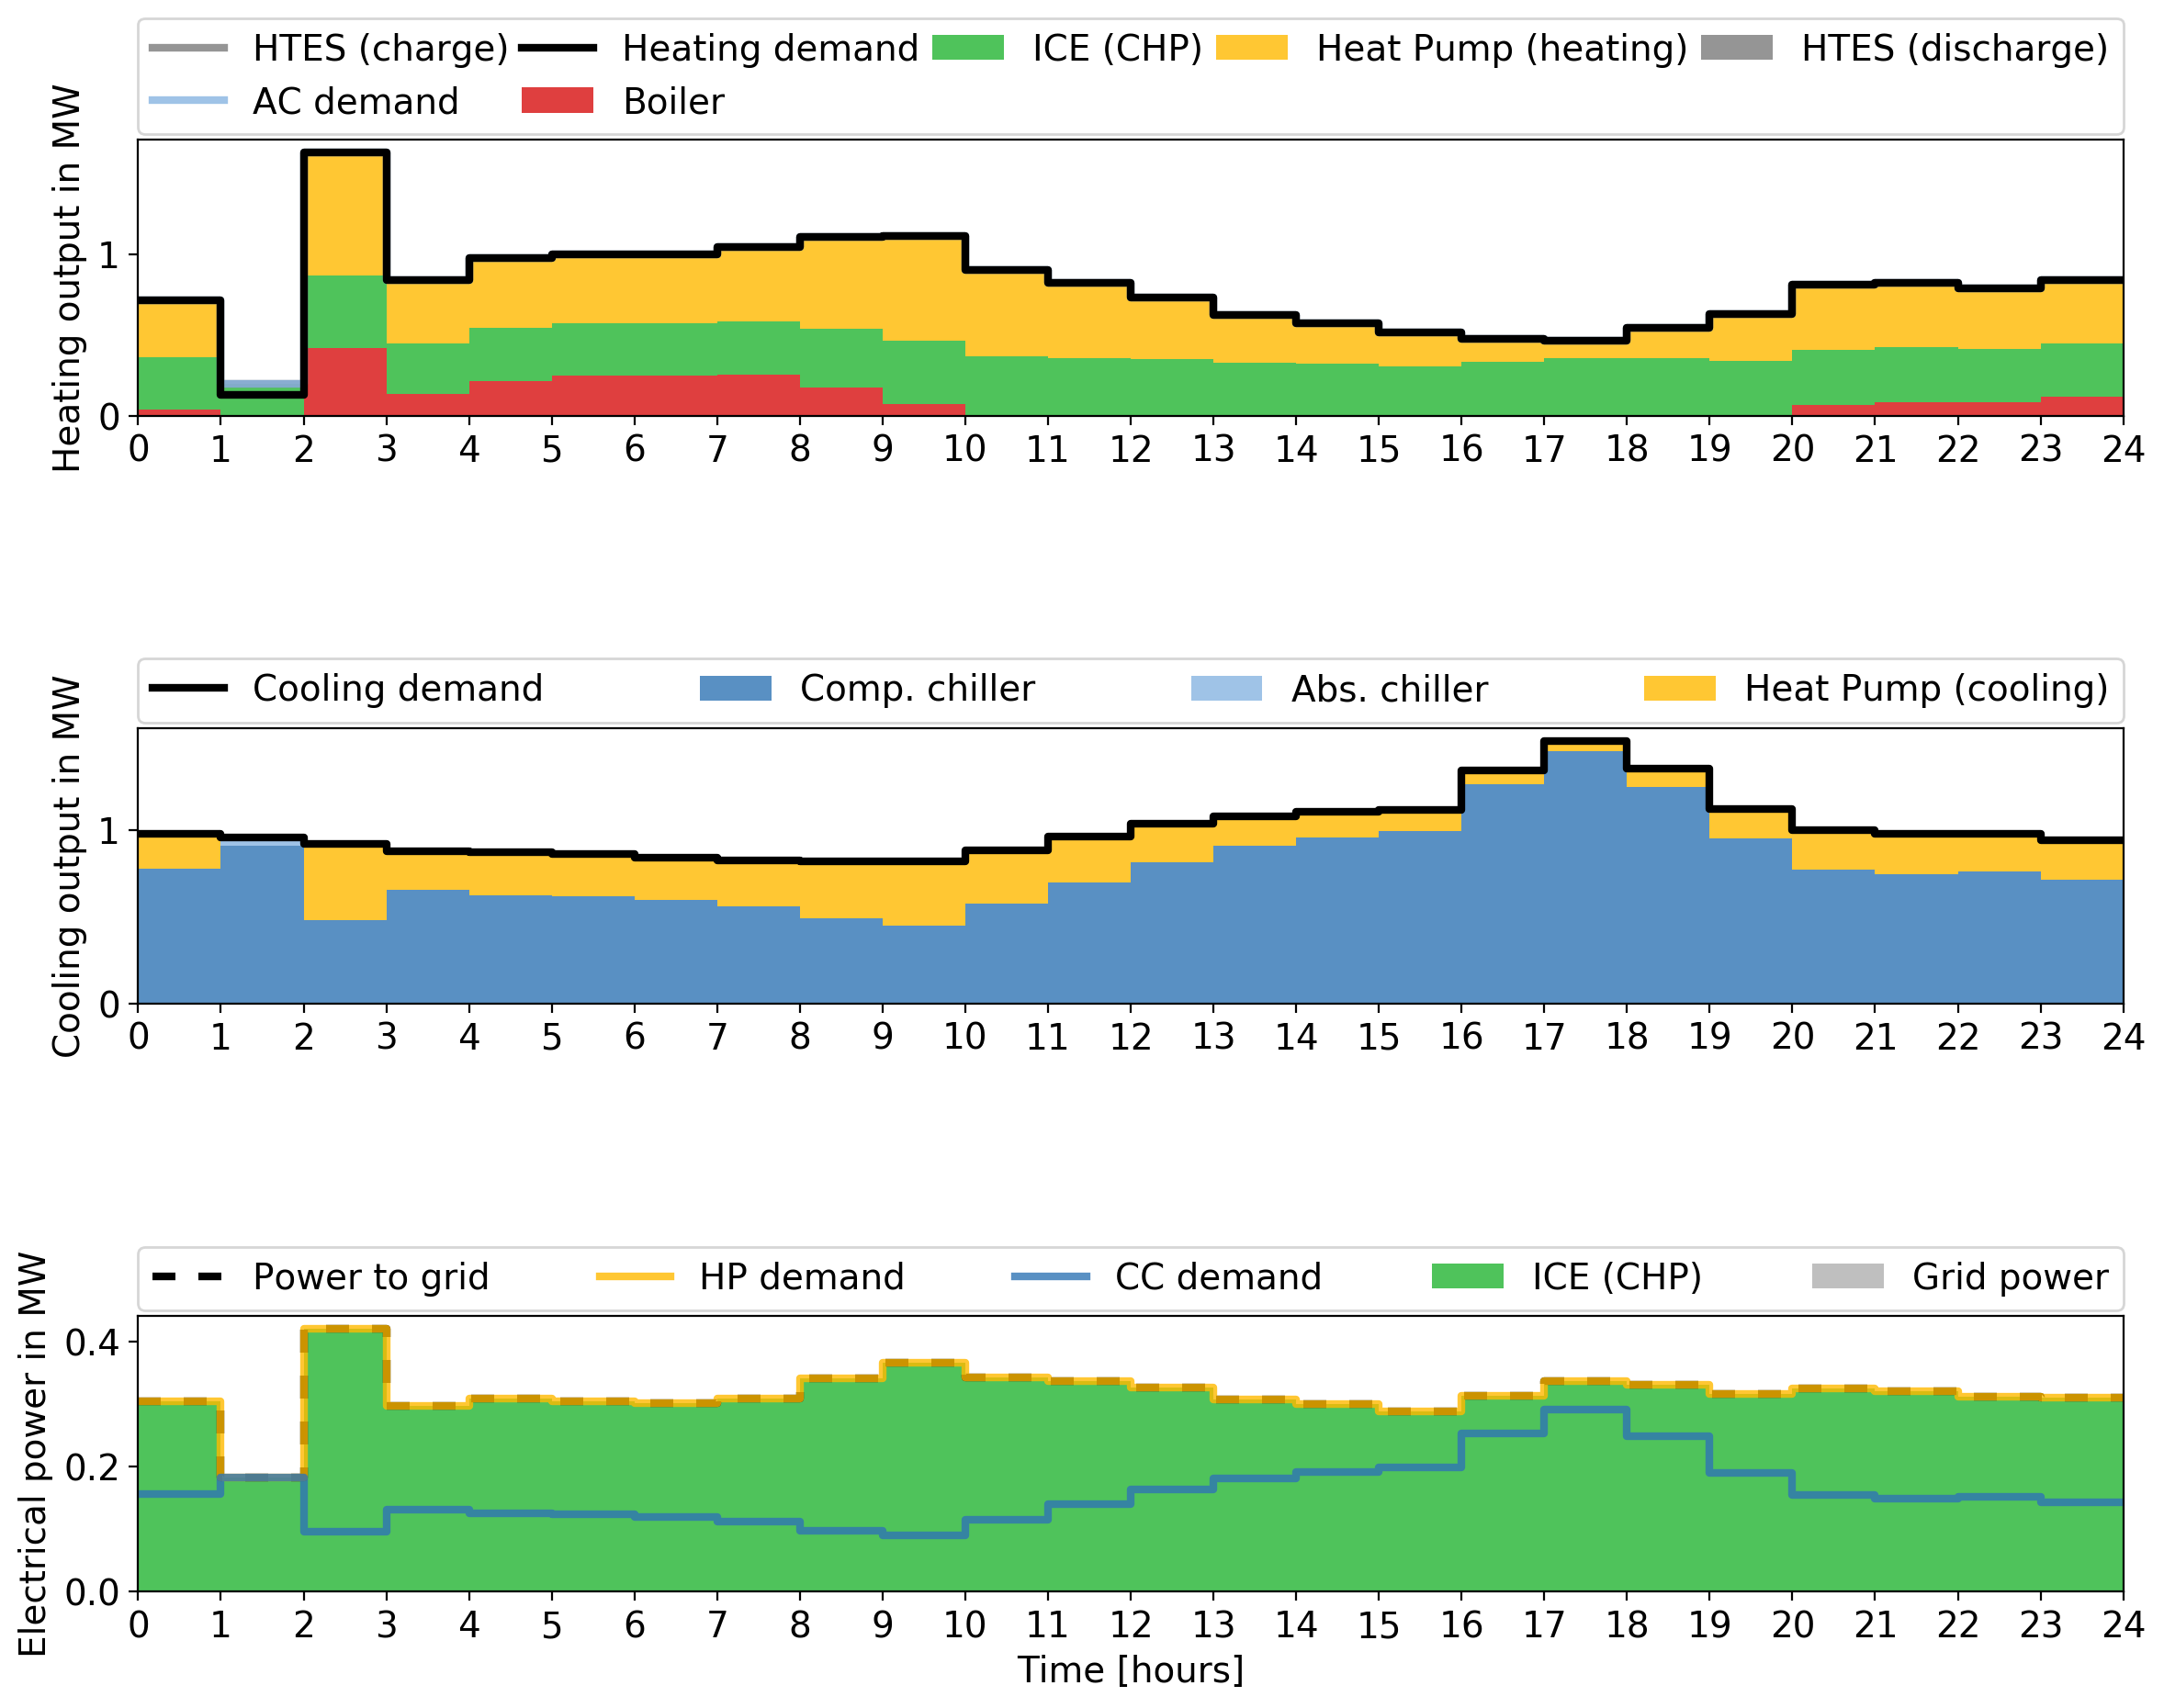 HTES (charge) Heating demand ICE (CHP) Heat Pump (heating) HTES (discharge)
AC demand Boiler
Heating output in MW
1
0
0 1 2 3 4 5 6 7 8 9 10 11 12 13 14 15 16 17 18 19 20 21 22 23 24
Cooling demand Comp. chiller Abs. chiller Heat Pump (cooling)
Cooling output in MW
1
0
0 1 2 3 4 5 6 7 8 9 10 11 12 13 14 15 16 17 18 19 20 21 22 23 24
Power to grid HP demand CC demand ICE (CHP) Grid power
Electrical power in MW
0.4
0.2
0.0
0 1 2 3 4 5 6 7 8 9 10 11 12 13 14 15 16 17 18 19 20 21 22 23 24
Time [hours]